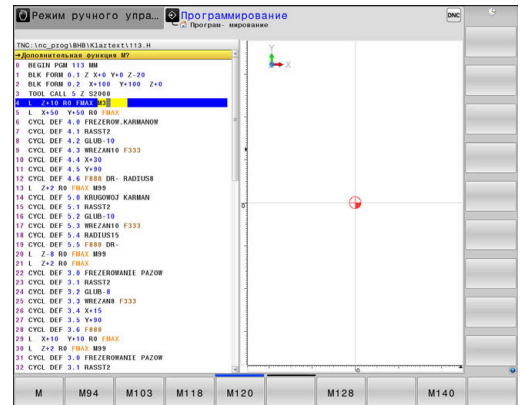 Режим ручного упра...
Программирование
Програм- мирование
DNC
TNC:\nc_prog\BHB\Klartext\113.H
→Дополнительная функция M?
0 BEGIN PGM 113 MM
1 BLK FORM 0.1 Z X+0 Y+0 Z-20
2 BLK FORM 0.2 X+100 Y+100 Z+0
3 TOOL CALL 5 Z S2000
4 L Z+10 R0 FMAX M3
5 L X+50 Y+50 R0 FMAX
6 CYCL DEF 4.0 FREZEROW.KARMANOW
7 CYCL DEF 4.1 RASST2
8 CYCL DEF 4.2 GLUB-10
9 CYCL DEF 4.3 WREZAN10 F333
10 CYCL DEF 4.4 X+30
11 CYCL DEF 4.5 Y+90
12 CYCL DEF 4.6 F888 DR- RADIUS8
13 L Z+2 R0 FMAX M99
14 CYCL DEF 5.0 KRUGOWOJ KARMAN
15 CYCL DEF 5.1 RASST2
16 CYCL DEF 5.2 GLUB-10
17 CYCL DEF 5.3 WREZAN10 F333
18 CYCL DEF 5.4 RADIUS15
19 CYCL DEF 5.5 F888 DR-
20 L Z-8 R0 FMAX M99
21 L Z+2 R0 FMAX
22 CYCL DEF 3.0 FREZEROWANIE PAZOW
23 CYCL DEF 3.1 RASST2
24 CYCL DEF 3.2 GLUB-8
25 CYCL DEF 3.3 WREZAN8 F333
26 CYCL DEF 3.4 X+15
27 CYCL DEF 3.5 Y+90
28 CYCL DEF 3.6 F888
29 L X+10 Y+10 R0 FMAX
30 L Z+2 R0 FMAX M99
31 CYCL DEF 3.0 FREZEROWANIE PAZOW
32 CYCL DEF 3.1 RASST2
Y
X
0
0
M M94 M103 M118 M120 M128 M140